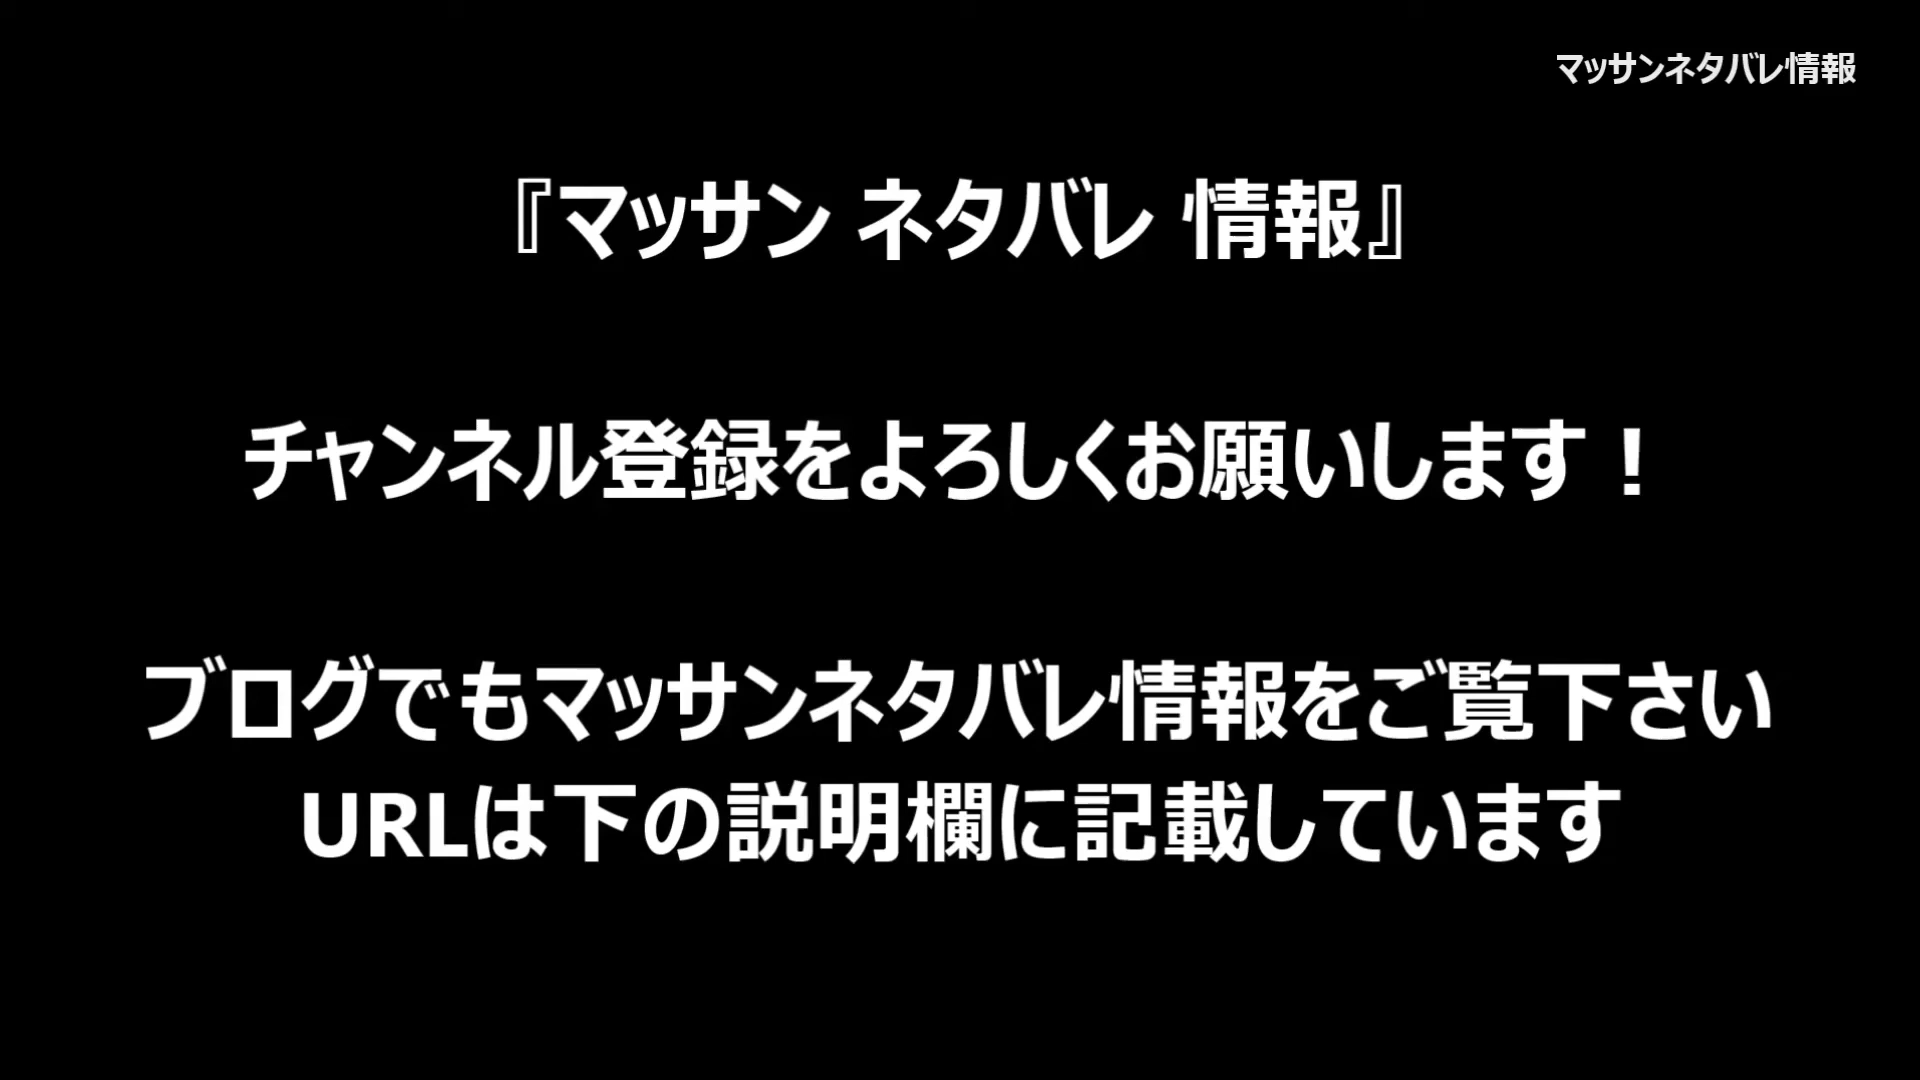 マッサンネタバレ情報
『マッサン ネタバレ 情報』
チャンネル登録をよろしくお願いします！
ブログでもマッサンネタバレ情報をご覧下さい
URLは下の説明欄に記載しています